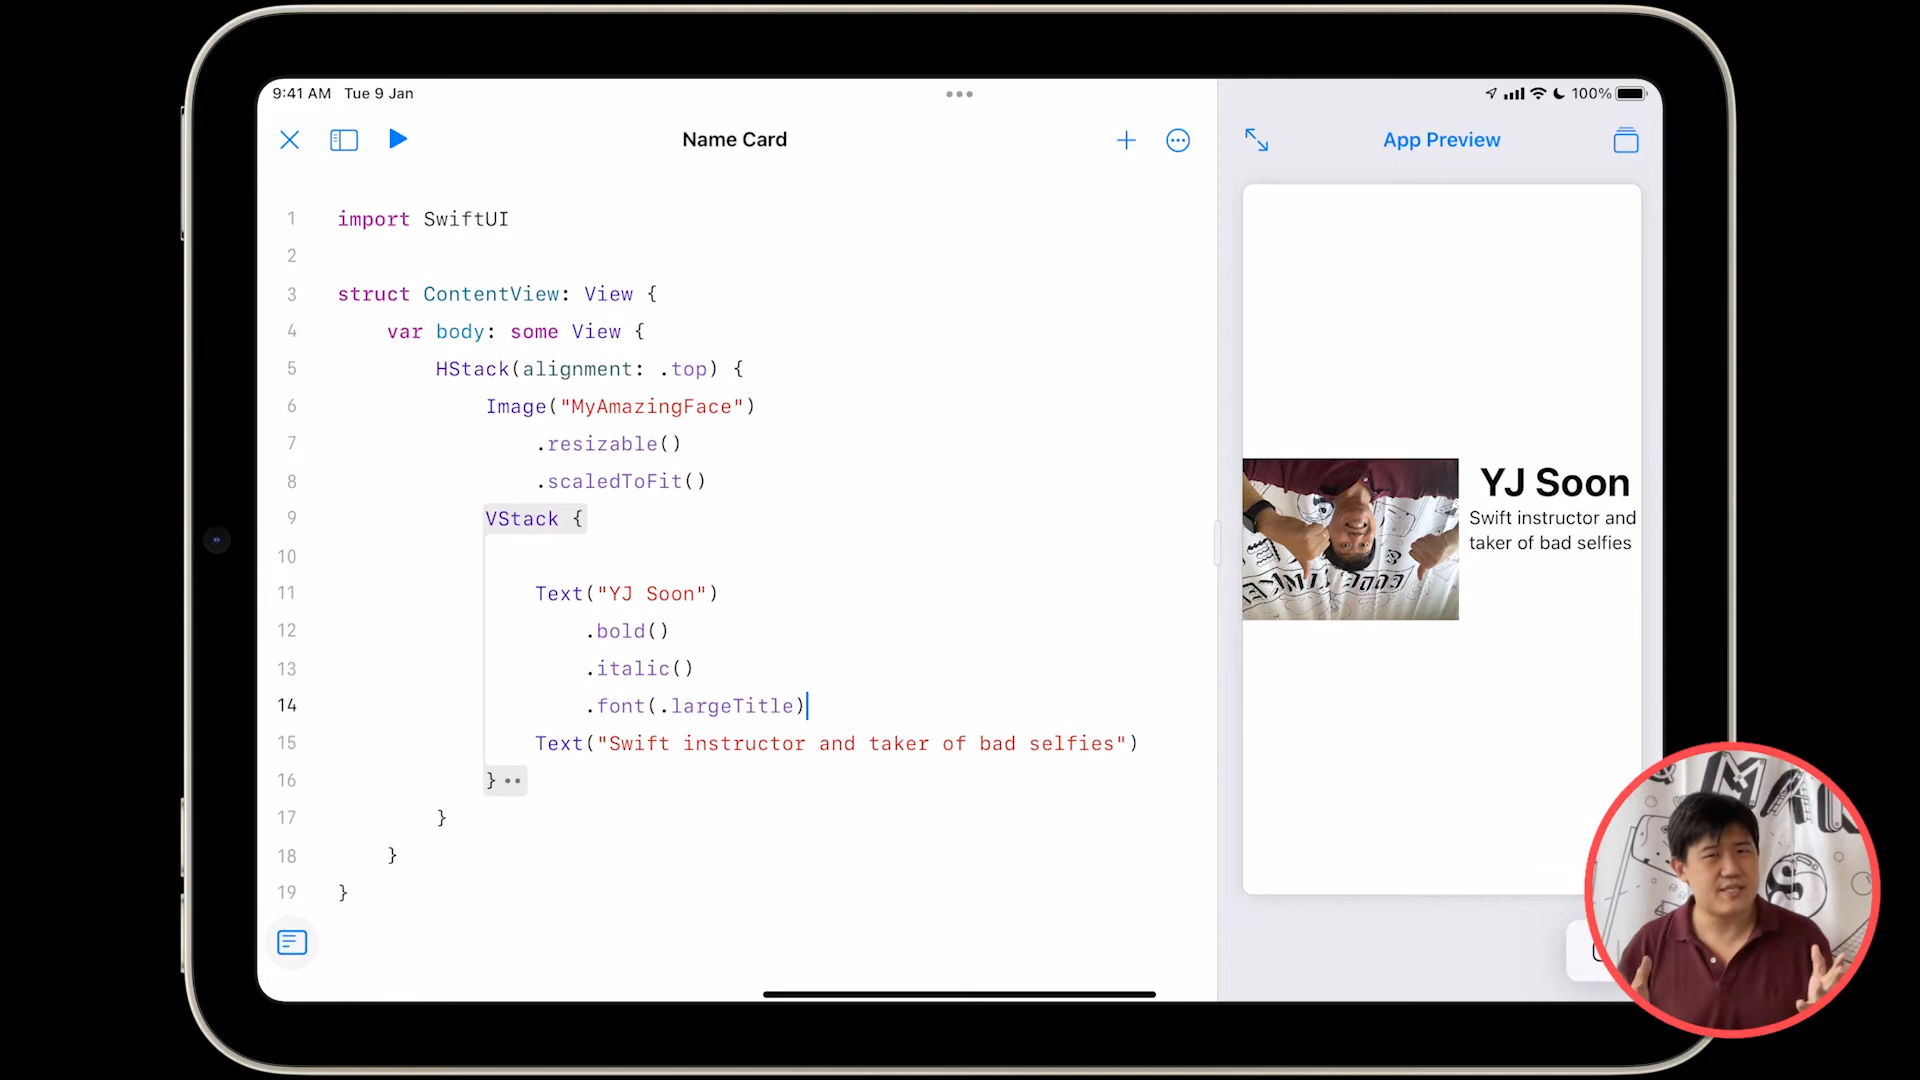 9:41 AM Tue 9 Jan
100%
Name Card
App Preview
1 import SwiftUI
2
3 struct ContentView: View {
4 var body: some View {
5 HStack(alignment: .top) {
6 Image("MyAmazingFace")
7 .resizable()
8 .scaledToFit()
9 VStack {
10
11 Text("YJ Soon")
12 .bold()
13 .italic()
14 .font(.largeTitle)
15 Text("Swift instructor and taker of bad selfies")
16 }
17 }
18 }
19 }
YJ Soon
Swift instructor and
taker of bad selfies